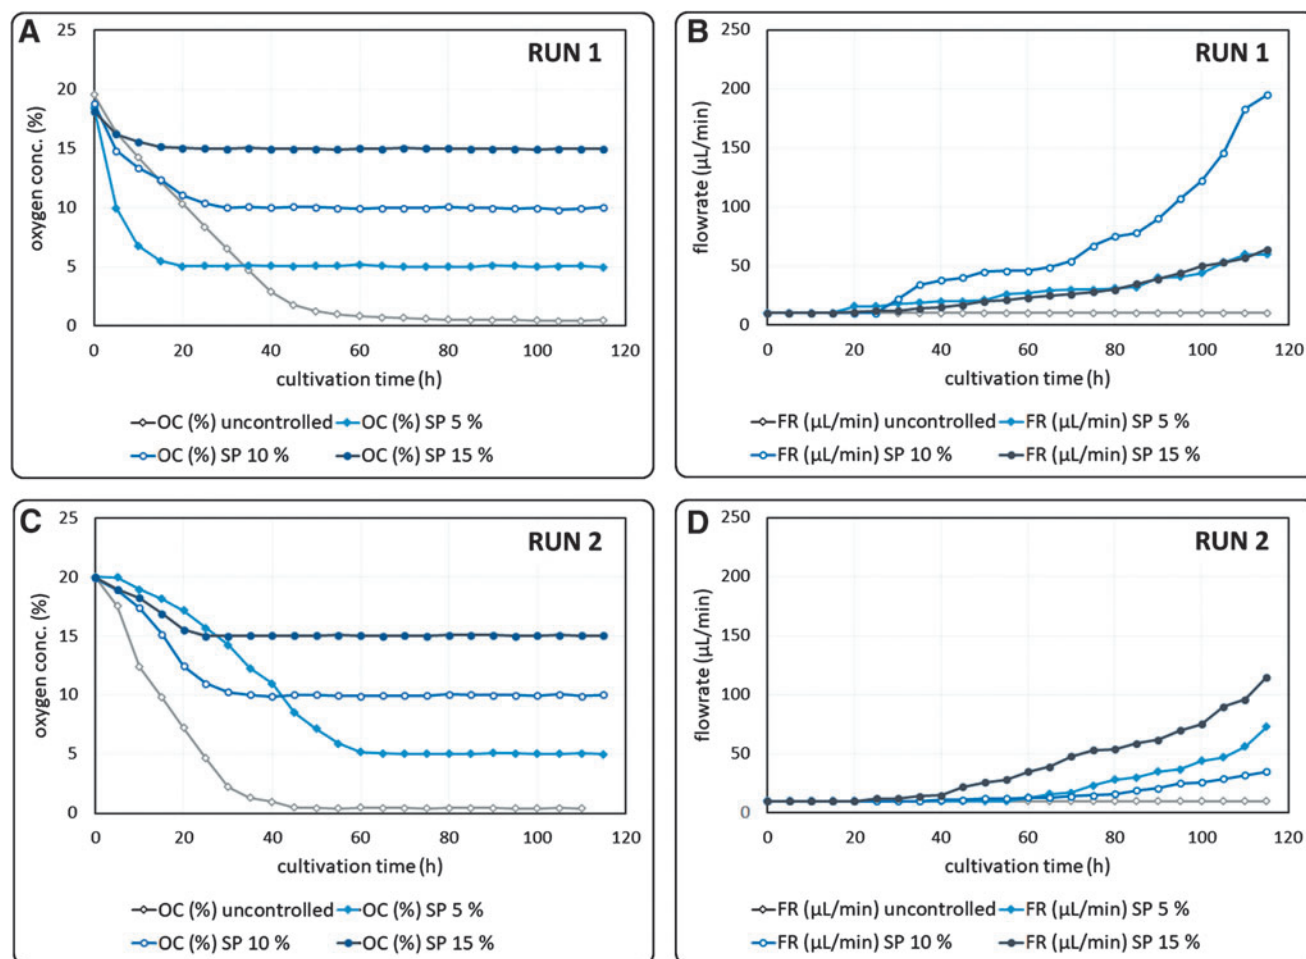 A
RUN 1
oxygen conc. (%)
25
20
15
10
5
0
0 20 40 60 80 100 120
cultivation time (h)
OC (%) uncontrolled OC (%) SP 5 %
OC (%) SP 10 % OC (%) SP 15 %
B
RUN 1
flowrate (µL/min)
250
200
150
100
50
0
0 20 40 60 80 100 120
cultivation time (h)
FR (µL/min) uncontrolled FR (µL/min) SP 5 %
FR (µL/min) SP 10 % FR (µL/min) SP 15 %
C
RUN 2
oxygen conc. (%)
25
20
15
10
5
0
0 20 40 60 80 100 120
cultivation time (h)
OC (%) uncontrolled OC (%) SP 5 %
OC (%) SP 10 % OC (%) SP 15 %
D
RUN 2
flowrate (µL/min)
250
200
150
100
50
0
0 20 40 60 80 100 120
cultivation time (h)
FR (µL/min) uncontrolled FR (µL/min) SP 5 %
FR (µL/min) SP 10 % FR (µL/min) SP 15 %